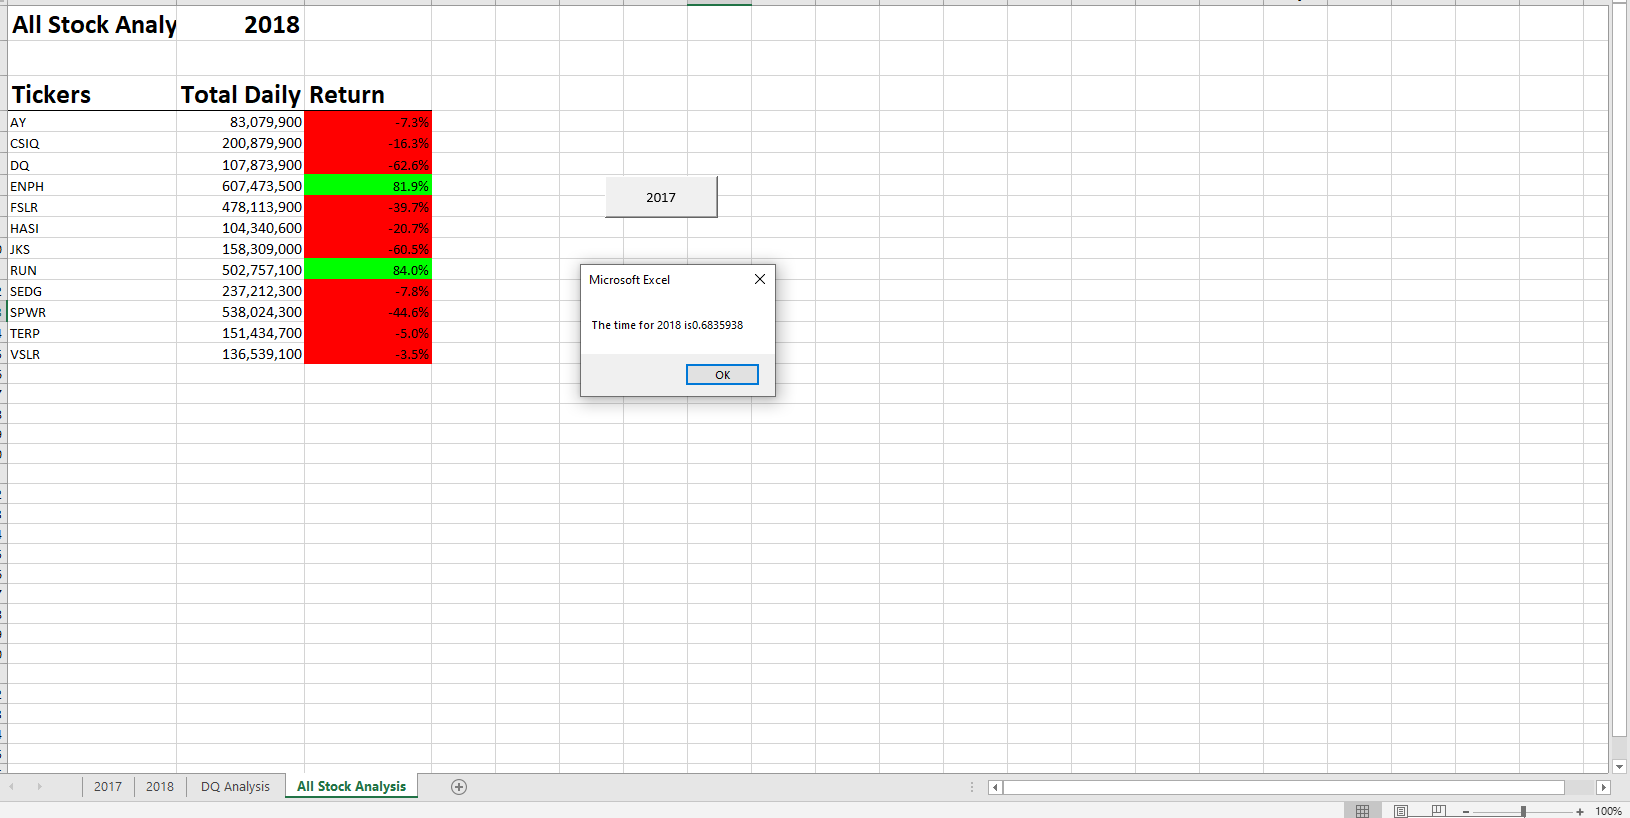 All Stock Analy 2018
Tickers Total Daily Return
AY 83,079,900 -7.3%
CSIQ 200,879,900 -16.3%
DQ 107,873,900 -62.6%
ENPH 607,473,500 81.9%
FSLR 478,113,900 -39.7%
HASI 104,340,600 -20.7%
JKS 158,309,000 -60.5%
RUN 502,757,100 84.0%
SEDG 237,212,300 -7.8%
SPWR 538,024,300 -44.6%
TERP 151,434,700 -5.0%
VSLR 136,539,100 -3.5%
2017
Microsoft Excel
The time for 2018 is0.6835938
OK
2017 2018 DQ Analysis All Stock Analysis
100%